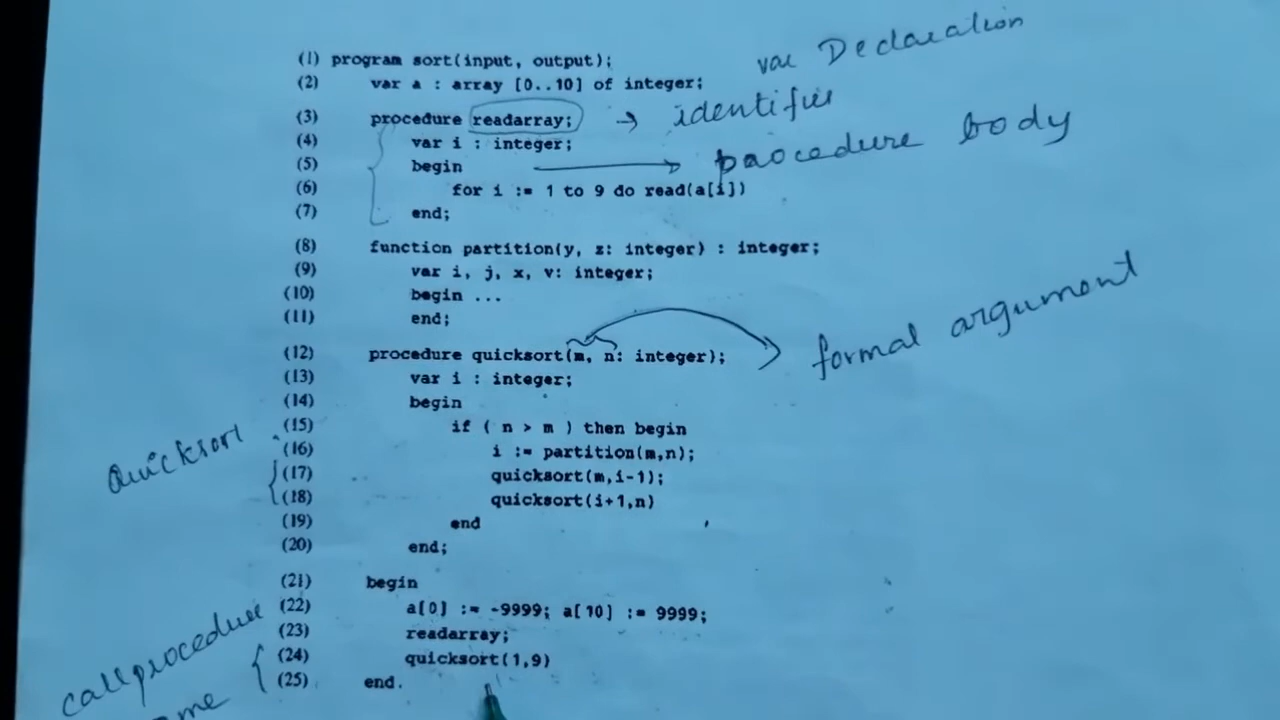 var Declaration
(1) program sort(input, output);
(2) var a : array [0..10] of integer;
(3) procedure readarray; → identifier
(4) var i : integer;
(5) begin → procedure body
(6) for i := 1 to 9 do read(a[i])
(7) end;
(8) function partition(y, z: integer) : integer;
(9) var i, j, x, v: integer;
(10) begin ...
(11) end;
(12) procedure quicksort(m, n: integer); formal argument
(13) var i : integer;
(14) begin
(15) if ( n > m ) then begin
Quicksort (16) i := partition(m,n);
(17) quicksort(m,i-1);
(18) quicksort(i+1,n)
(19) end
(20) end;
(21) begin
(22) a[0] := -9999; a[10] := 9999;
(23) readarray;
call procedure (24) quicksort(1,9)
(25) end.